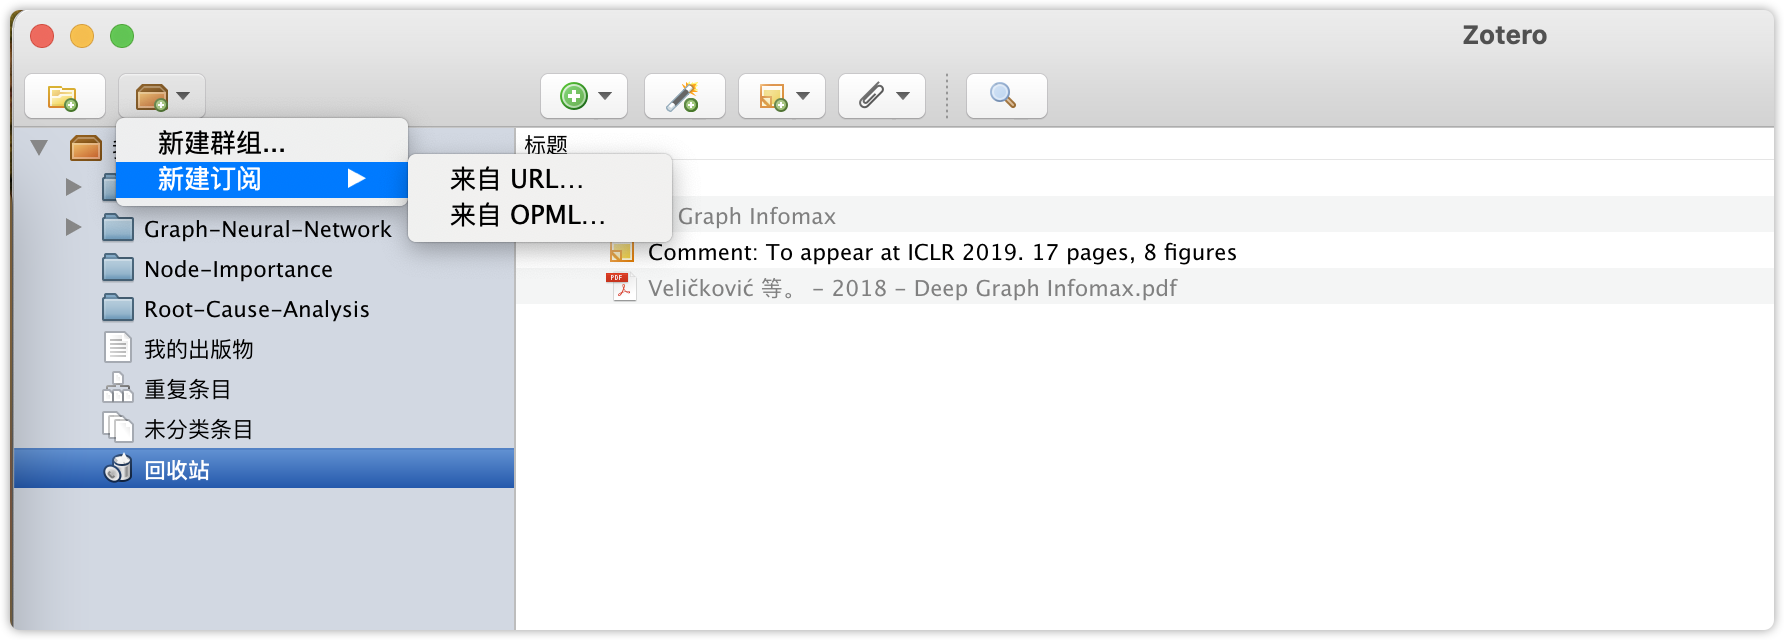 Zotero
新建群组...
新建订阅
来自 URL...
来自 OPML...
标题
Graph Infomax
Comment: To appear at ICLR 2019. 17 pages, 8 figures
PDF
Veličković 等。 – 2018 – Deep Graph Infomax.pdf
Graph-Neural-Network
Node-Importance
Root-Cause-Analysis
我的出版物
重复条目
未分类条目
回收站